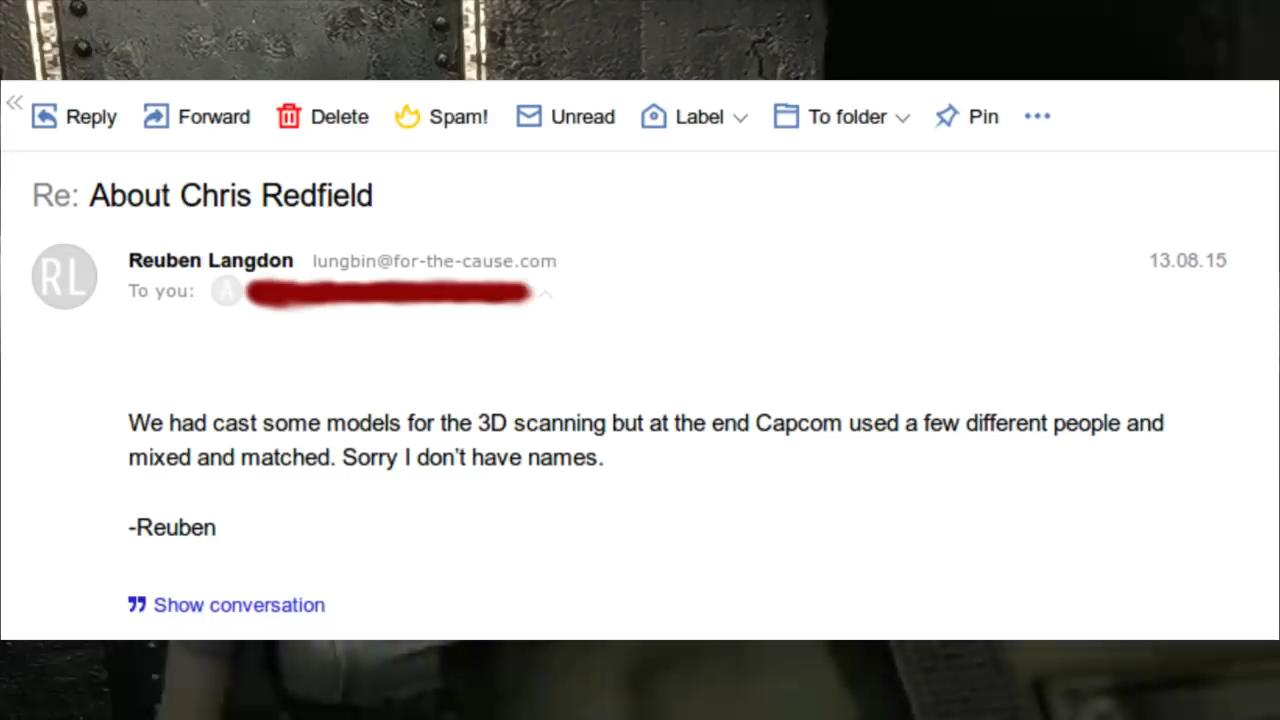 Reply Forward Delete Spam! Unread Label To folder Pin
Re: About Chris Redfield
RL Reuben Langdon lungbin@for-the-cause.com 13.08.15
To you: A
We had cast some models for the 3D scanning but at the end Capcom used a few different people and
mixed and matched. Sorry I don't have names.
-Reuben
Show conversation